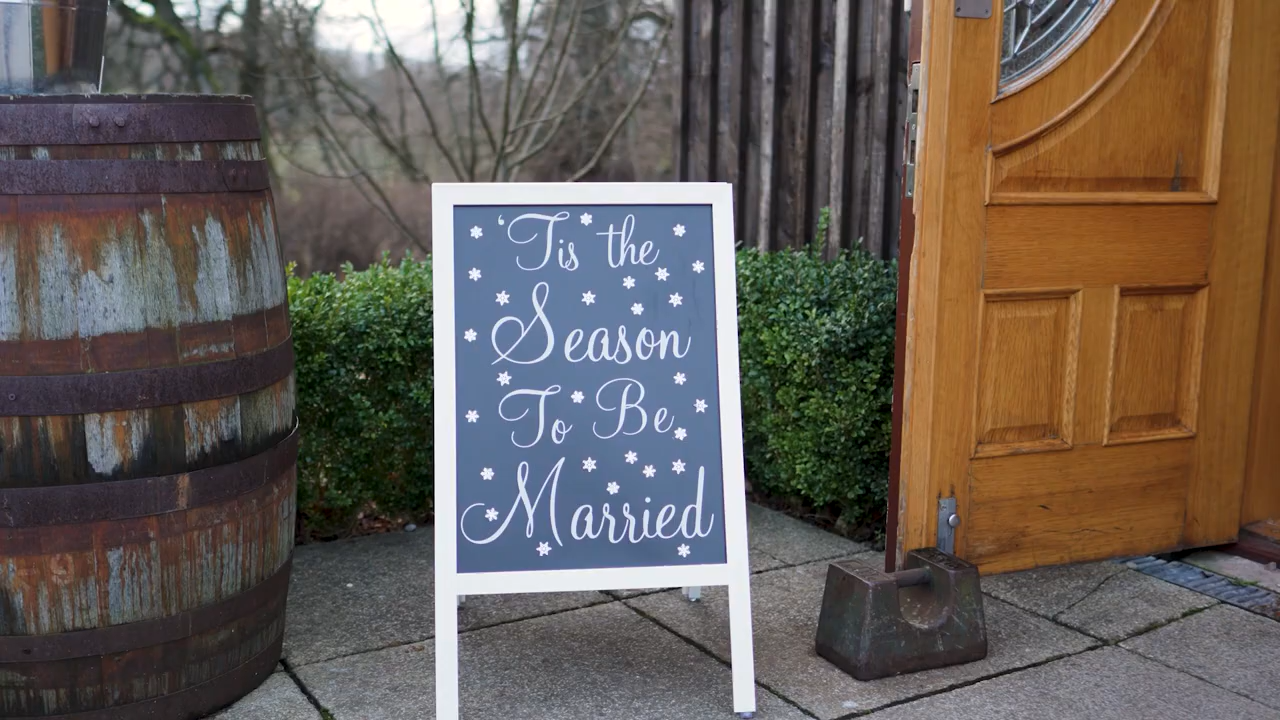 ‘Tis the
Season
To Be
Married